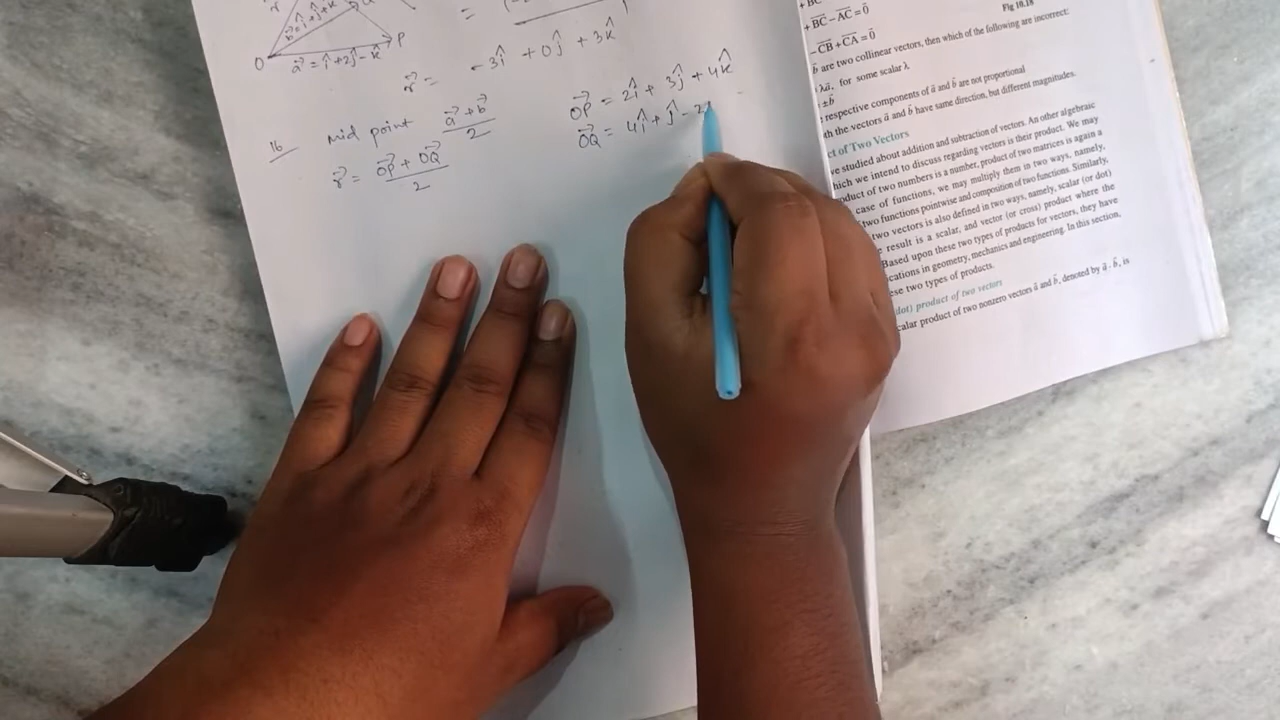 O a⃗ = î + 2ĵ - k̂ P
r⃗ = -3î + 0ĵ + 3k̂
16 mid point (a⃗ + b⃗)/2
r⃗ = (OP⃗ + OQ⃗)/2
OP⃗ = 2î + 3ĵ + 4k̂
OQ⃗ = 4î + ĵ - 2
Fig 10.18
+ BC⃗ - AC⃗ = 0⃗
- CB⃗ + CA⃗ = 0⃗
b⃗ are two collinear vectors, then which of the following are incorrect:
λa⃗, for some scalar λ
±b⃗
respective components of a⃗ and b⃗ are not proportional
the vectors a⃗ and b⃗ have same direction, but different magnitudes.
ct of Two Vectors
ve studied about addition and subtraction of vectors. An other algebraic
hich we intend to discuss regarding vectors is their product. We may
oduct of two numbers is a number, product of two matrices is again a
case of functions, we may multiply them in two ways, namely,
two functions pointwise and composition of two functions. Similarly,
two vectors is also defined in two ways, namely, scalar (or dot)
result is a scalar, and vector (or cross) product where the
Based upon these two types of products for vectors, they have
ications in geometry, mechanics and engineering. In this section,
ese two types of products.
dot) product of two vectors
calar product of two nonzero vectors a⃗ and b⃗, denoted by a⃗ · b⃗, is